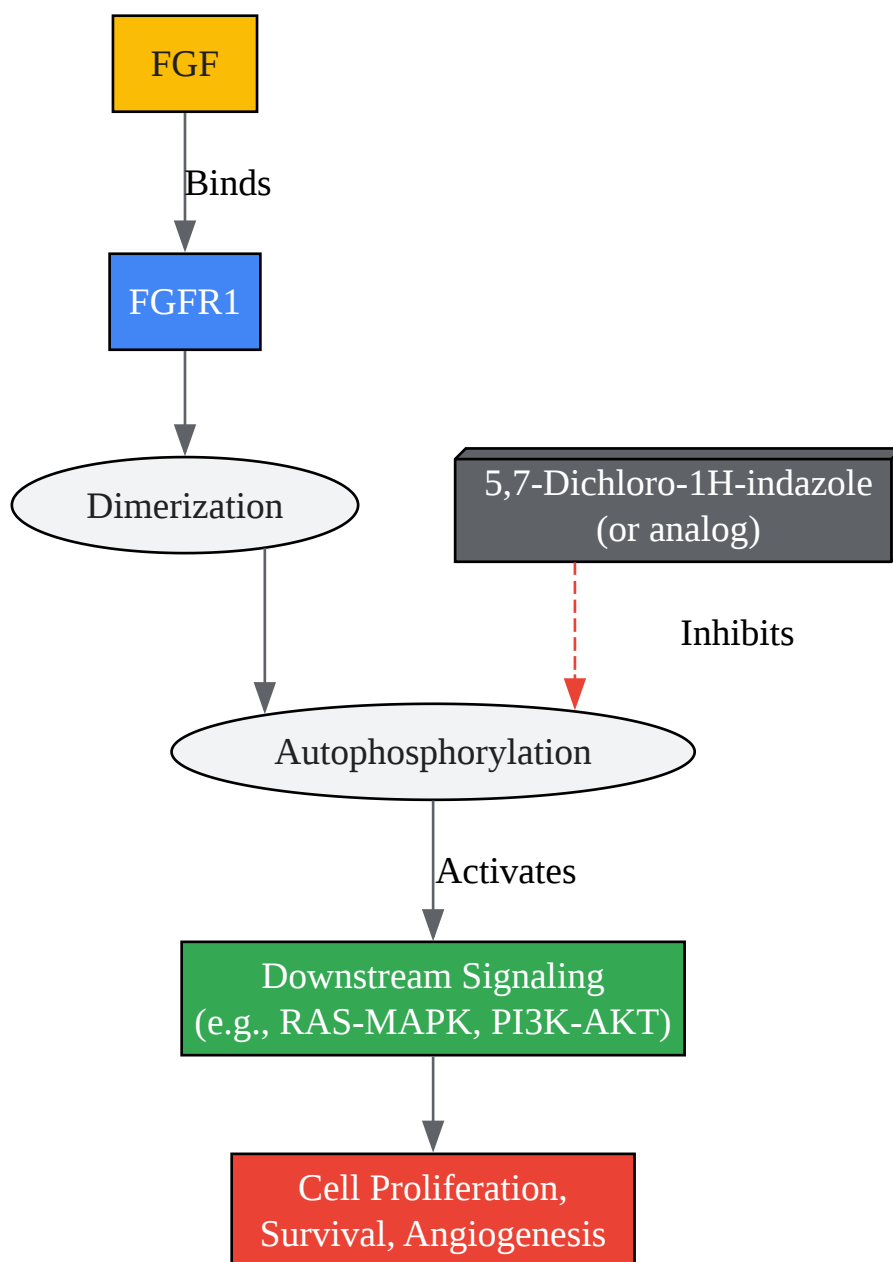 FGF
Binds
FGFR1
Dimerization
5,7-Dichloro-1H-indazole
(or analog)
Inhibits
Autophosphorylation
Activates
Downstream Signaling
(e.g., RAS-MAPK, PI3K-AKT)
Cell Proliferation,
Survival, Angiogenesis